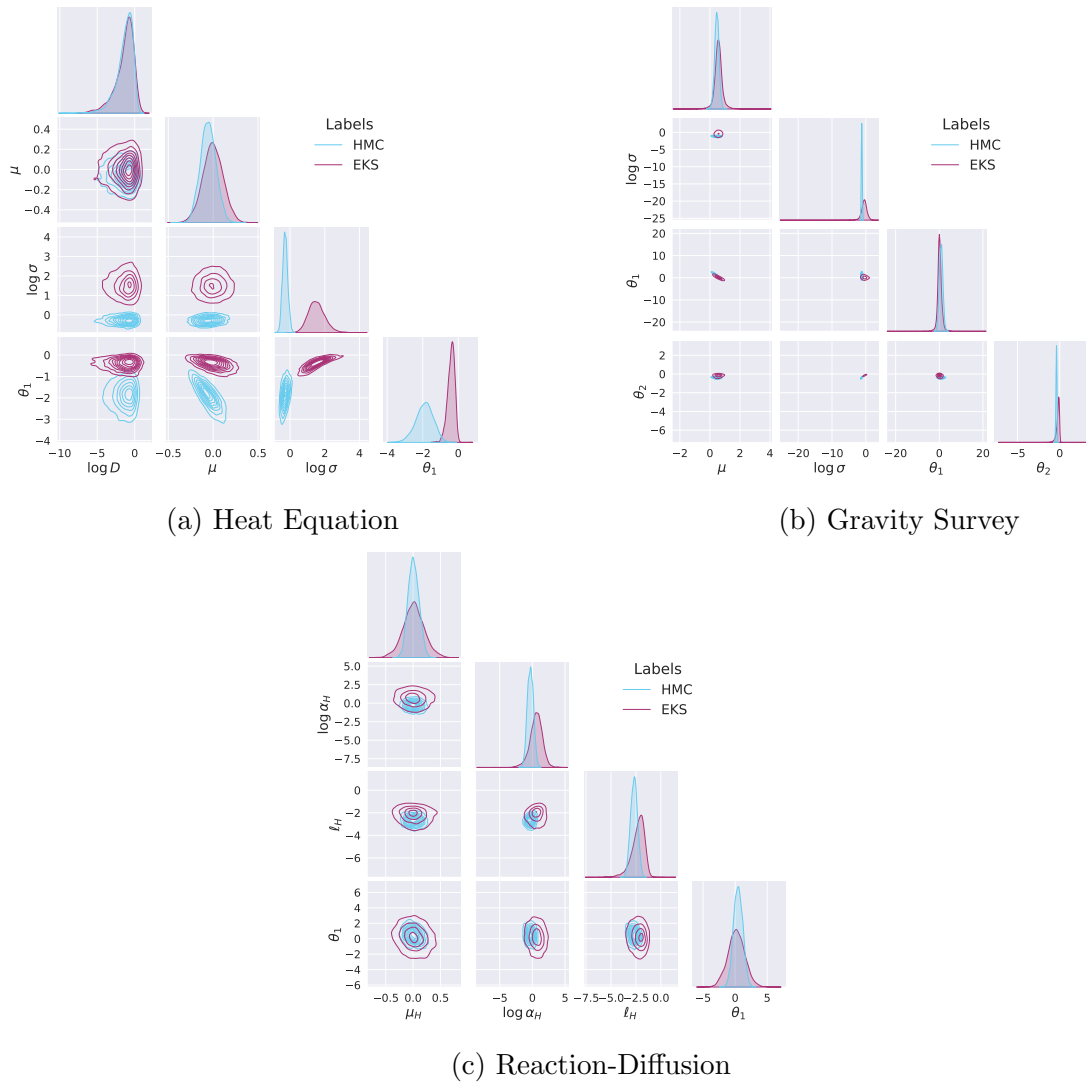 0.4
0.2
μ
0.0
−0.2
−0.4
Labels
HMC
EKS
4
3
log σ
2
1
0
0
−1
θ₁
−2
−3
−4
−10 −5 0
log D
−0.5 0.0 0.5
μ
0.0 2.5
log σ
−4 −2 0
θ₁
(a) Heat Equation
0
−5
log σ
−10
−15
−20
−25
Labels
HMC
EKS
20
10
θ₁
0
−10
−20
2
0
θ₂
−2
−4
−6
−2 0 2 4
μ
−20 −10 0
log σ
−20 0 20
θ₁
−5 0
θ₂
(b) Gravity Survey
5.0
2.5
log α_H
0.0
−2.5
−5.0
−7.5
Labels
HMC
EKS
0
−2
ℓ_H
−4
−6
6
4
θ₁
2
0
−2
−4
−6
−0.5 0.0 0.5
μ_H
−5 0 5
log α_H
−7.5 −5.0 −2.5 0.0
ℓ_H
−5 0 5
θ₁
(c) Reaction-Diffusion